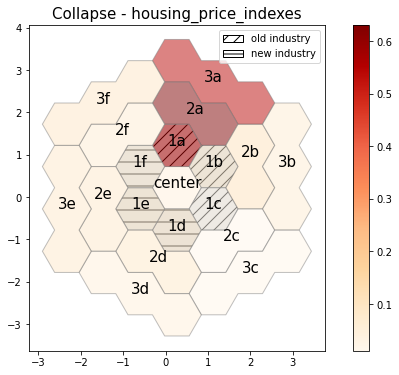 Collapse - housing_price_indexes
old industry
new industry
3a
3f
2a
2f
1a
2b
1f
1b
3b
center
2e
3e
1e
1c
1d
2c
2d
3c
3d
4
3
2
1
0
−1
−2
−3
−3
−2
−1
0
1
2
3
0.6
0.5
0.4
0.3
0.2
0.1